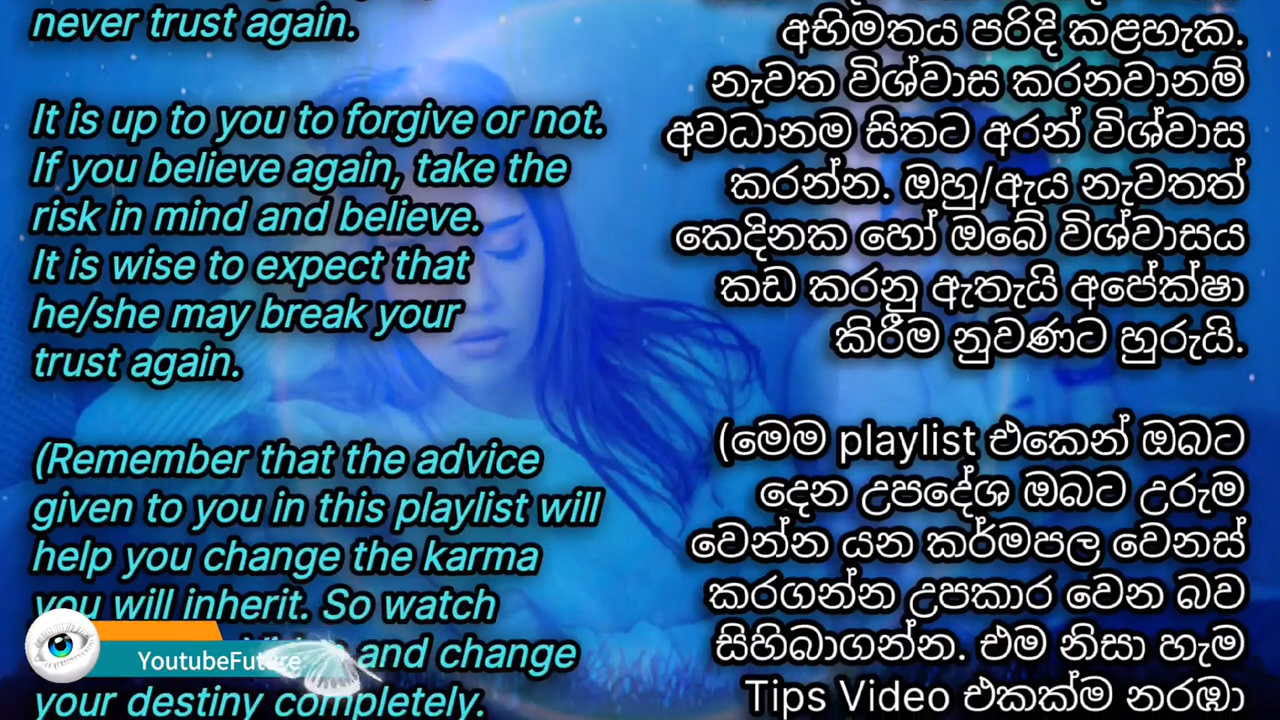 never trust again.
It is up to you to forgive or not.
If you believe again, take the
risk in mind and believe.
It is wise to expect that
he/she may break your
trust again.
(Remember that the advice
given to you in this playlist will
help you change the karma
you will inherit. So watch
and change
your destiny completely.
අභිමතය පරිදි කළහැක.
නැවත විශ්වාස කරනවානම්
අවධානම සිතට අරන් විශ්වාස
කරන්න. ඔහු/ඇය නැවතත්
කෙදිනක හෝ ඔබේ විශ්වාසය
කඩ කරනු ඇතැයි අපේක්ෂා
කිරීම නුවණට හුරුයි.
(මෙම playlist එකෙන් ඔබට
දෙන උපදේශ ඔබට උරුම
වෙන්න යන කර්මපල වෙනස්
කරගන්න උපකාර වෙන බව
සිහිබාගන්න. එම නිසා හැම
Tips Video එකක්ම නරඹා
YoutubeFuture